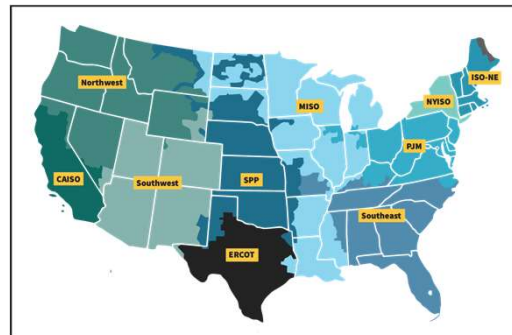 Northwest
MISO
ISO-NE
NYISO
PJM
CAISO
Southwest
SPP
Southeast
ERCOT